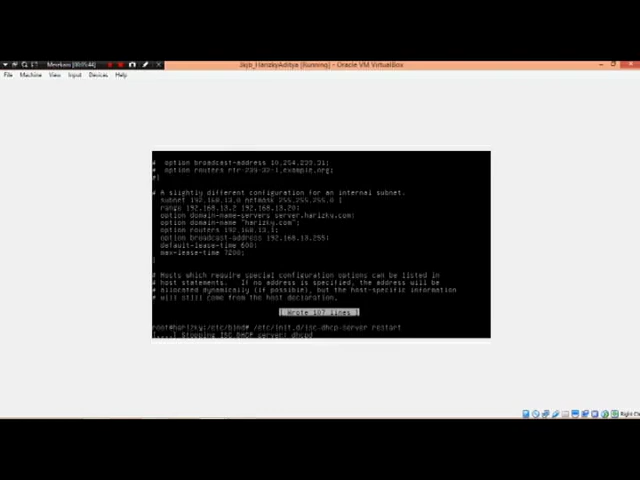 Merekam [00:05:44]
Jkjb_HarizkyAditya [Running] - Oracle VM VirtualBox
File Machine View Input Devices Help
# option broadcast-address 10.254.239.31;
# option routers rtr-239-32-1.example.org;
#}
# A slightly different configuration for an internal subnet.
subnet 192.168.13.0 netmask 255.255.255.0 {
range 192.168.13.2 192.168.13.20;
option domain-name-servers server.harizky.com;
option domain-name "harizky.com";
option routers 192.168.13.1;
option broadcast-address 192.168.13.255;
default-lease-time 600;
max-lease-time 7200;
}
# Hosts which require special configuration options can be listed in
# host statements. If no address is specified, the address will be
# allocated dynamically (if possible), but the host-specific information
# will still come from the host declaration.
[ Wrote 107 lines ]
root@harizky:/etc/bind# /etc/init.d/isc-dhcp-server restart
[....] Stopping ISC DHCP server: dhcpd